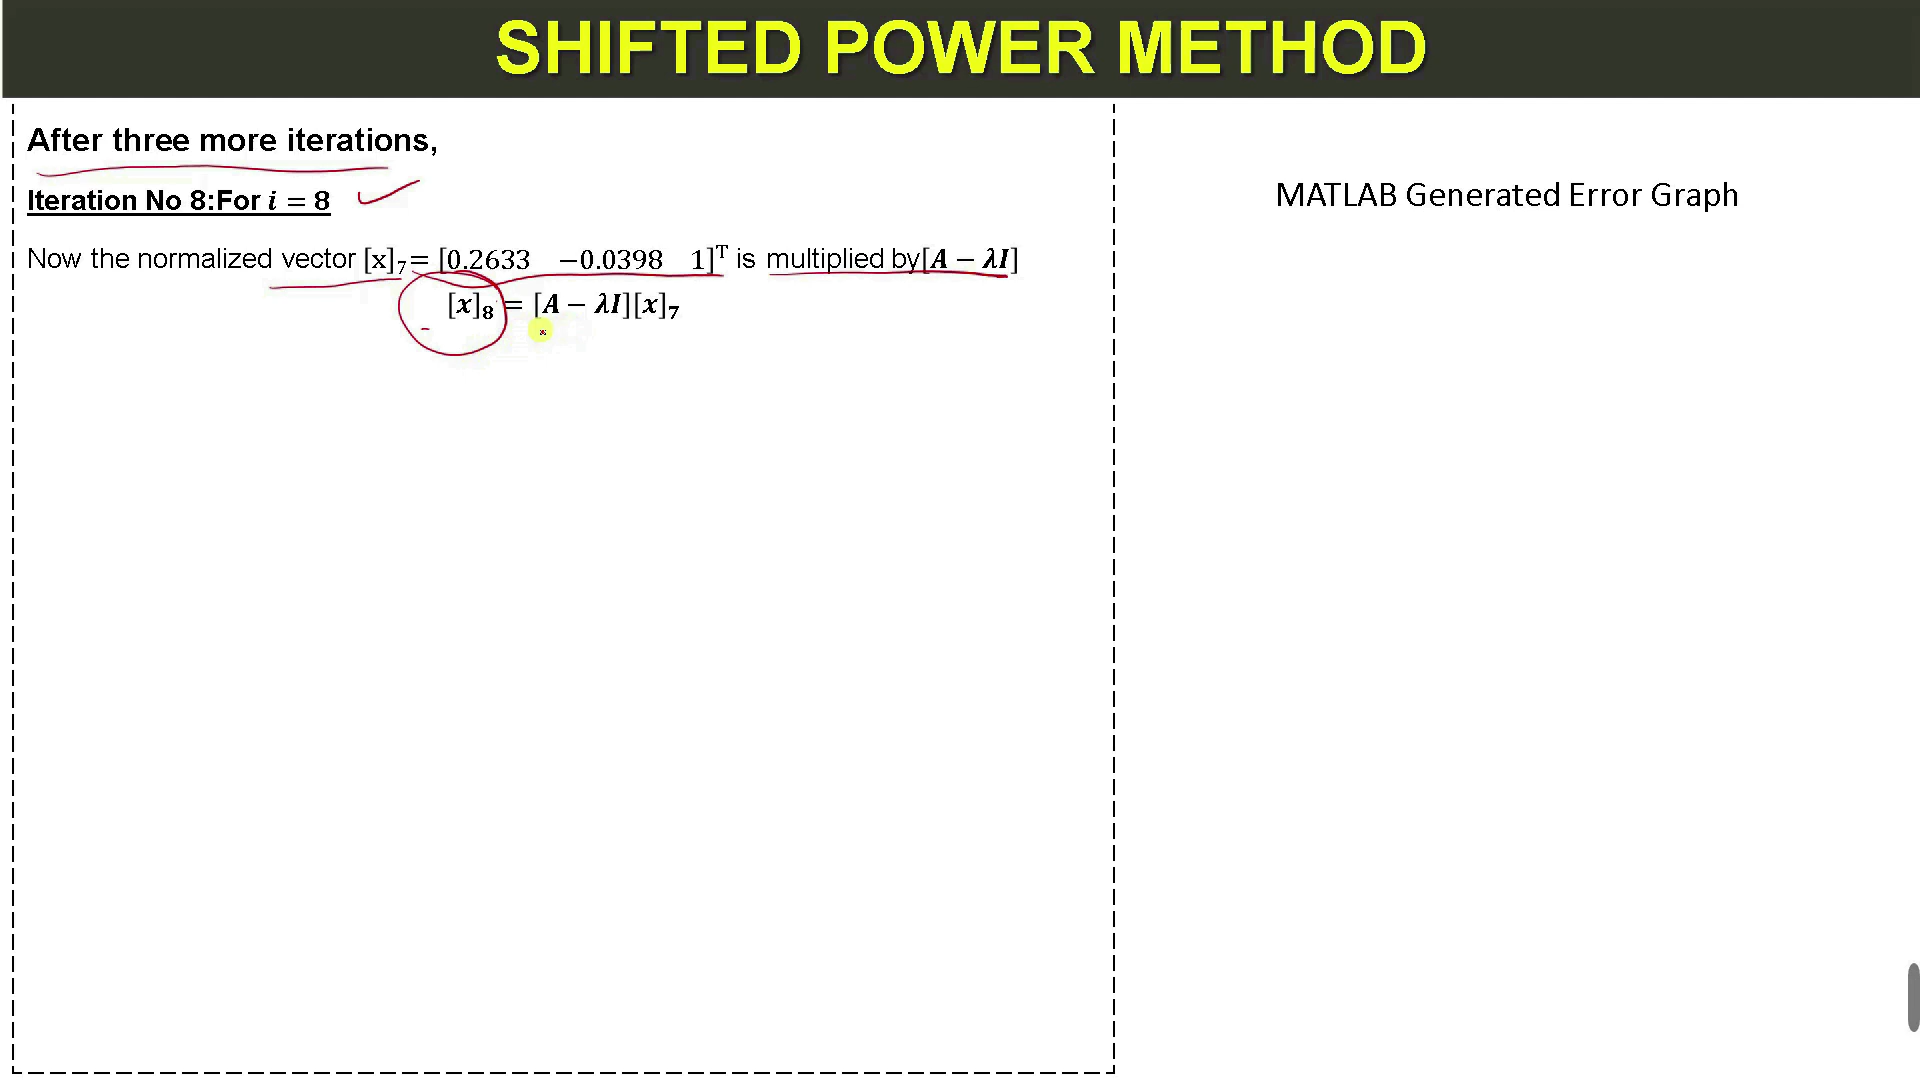 SHIFTED POWER METHOD
After three more iterations,
Iteration No 8:For 𝒊 = 8
Now the normalized vector [x]₇= [0.2633 −0.0398 1]ᵀ is multiplied by[𝑨 − 𝝀𝑰]
[𝒙]₈ = [𝑨 − 𝝀𝑰][𝒙]₇
MATLAB Generated Error Graph